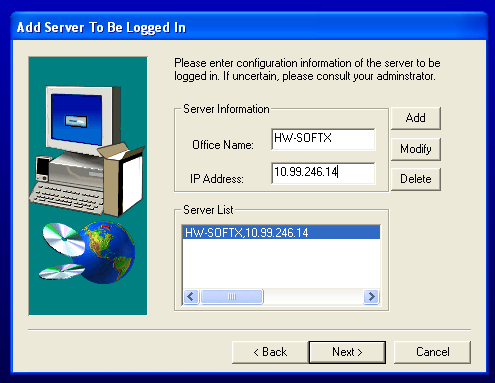 Add Server To Be Logged In
Please enter configuration information of the server to be
logged in. If uncertain, please consult your adminstrator.
Server Information
Office Name: HW-SOFTX
IP Address: 10.99.246.14
Add
Modify
Delete
Server List
HW-SOFTX,10.99.246.14
< Back
Next >
Cancel